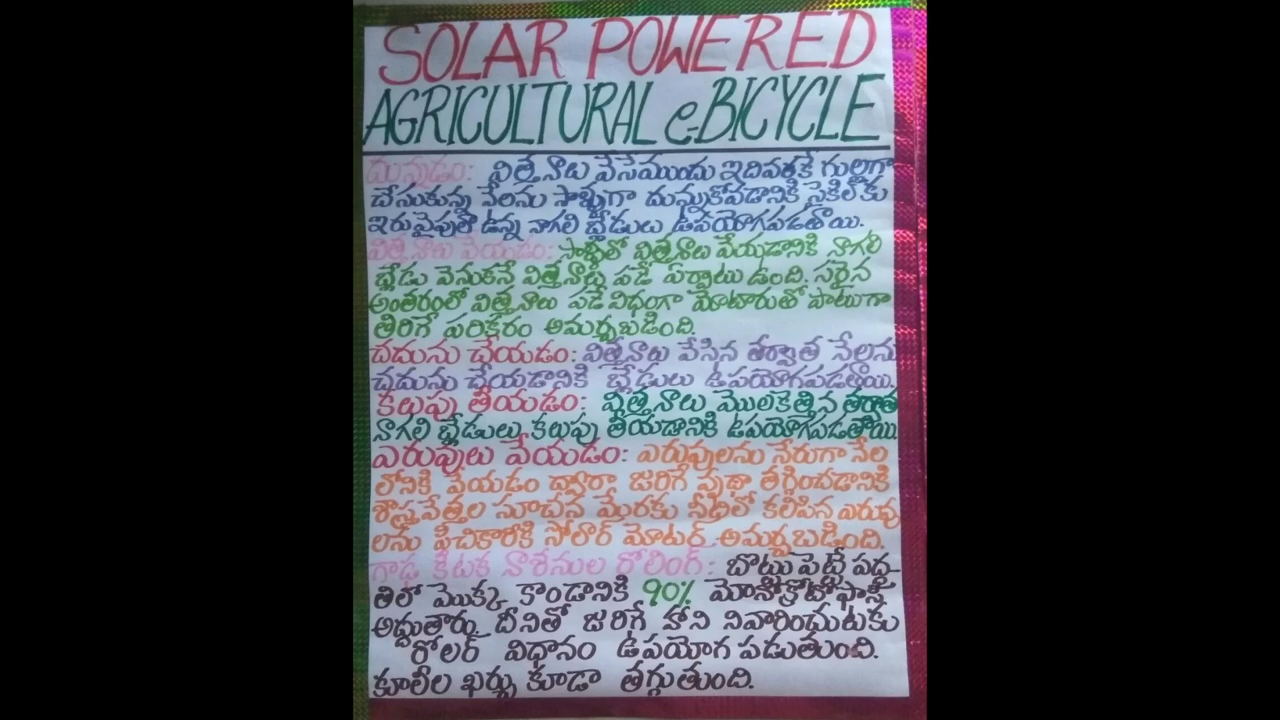 SOLAR POWERED
AGRICULTURAL e-BICYCLE
దున్నడం: విత్తనాలు వేసేముందు ఇదివరకే గుల్లగా
చేసుకున్న నేలను సాళ్ళుగా దున్నుకోవడానికి సైకిల్ కు
ఇరువైపులా ఉన్న నాగలి బ్లేడులు ఉపయోగపడతాయి.
విత్తనాలు వేయడం: సాళ్ళలో విత్తనాలు వేయడానికి నాగలి
బ్లేడు వెనుకనే విత్తనాలు పడే ఏర్పాటు ఉంది. సరైన
అంతరంలో విత్తనాలు పడే విధంగా మోటారుతో పాటుగా
తిరిగే పరికరం అమర్చబడింది.
చదును చేయడం: విత్తనాలు వేసిన తర్వాత నేలను
చదును చేయడానికి బ్లేడులు ఉపయోగపడతాయి.
కలుపు తీయడం: విత్తనాలు మొలకెత్తిన తర్వాత
నాగలి బ్లేడులు కలుపు తీయడానికి ఉపయోగపడతాయి.
ఎరువులు వేయడం: ఎరువులను నేరుగా నేల
లోనికి వేయడం ద్వారా జరిగే వృథా తగ్గించడానికి
శాస్త్రవేత్తల సూచన మేరకు నీటిలో కలిపిన ఎరువు
లను పిచికారీకి సోలార్ మోటర్ అమర్చబడింది.
గాఢ కీటక నాశేనుల రోలింగ్: బొట్టు పెట్టే పద్ధ
తిలో మొక్క కాండానికి 90% మోనోక్రోటోఫాస్
అద్దుతారు. దీనితో జరిగే హాని నివారించుటకు
రోలర్ విధానం ఉపయోగ పడుతుంది.
కూలీల ఖర్చు కూడా తగ్గుతుంది.